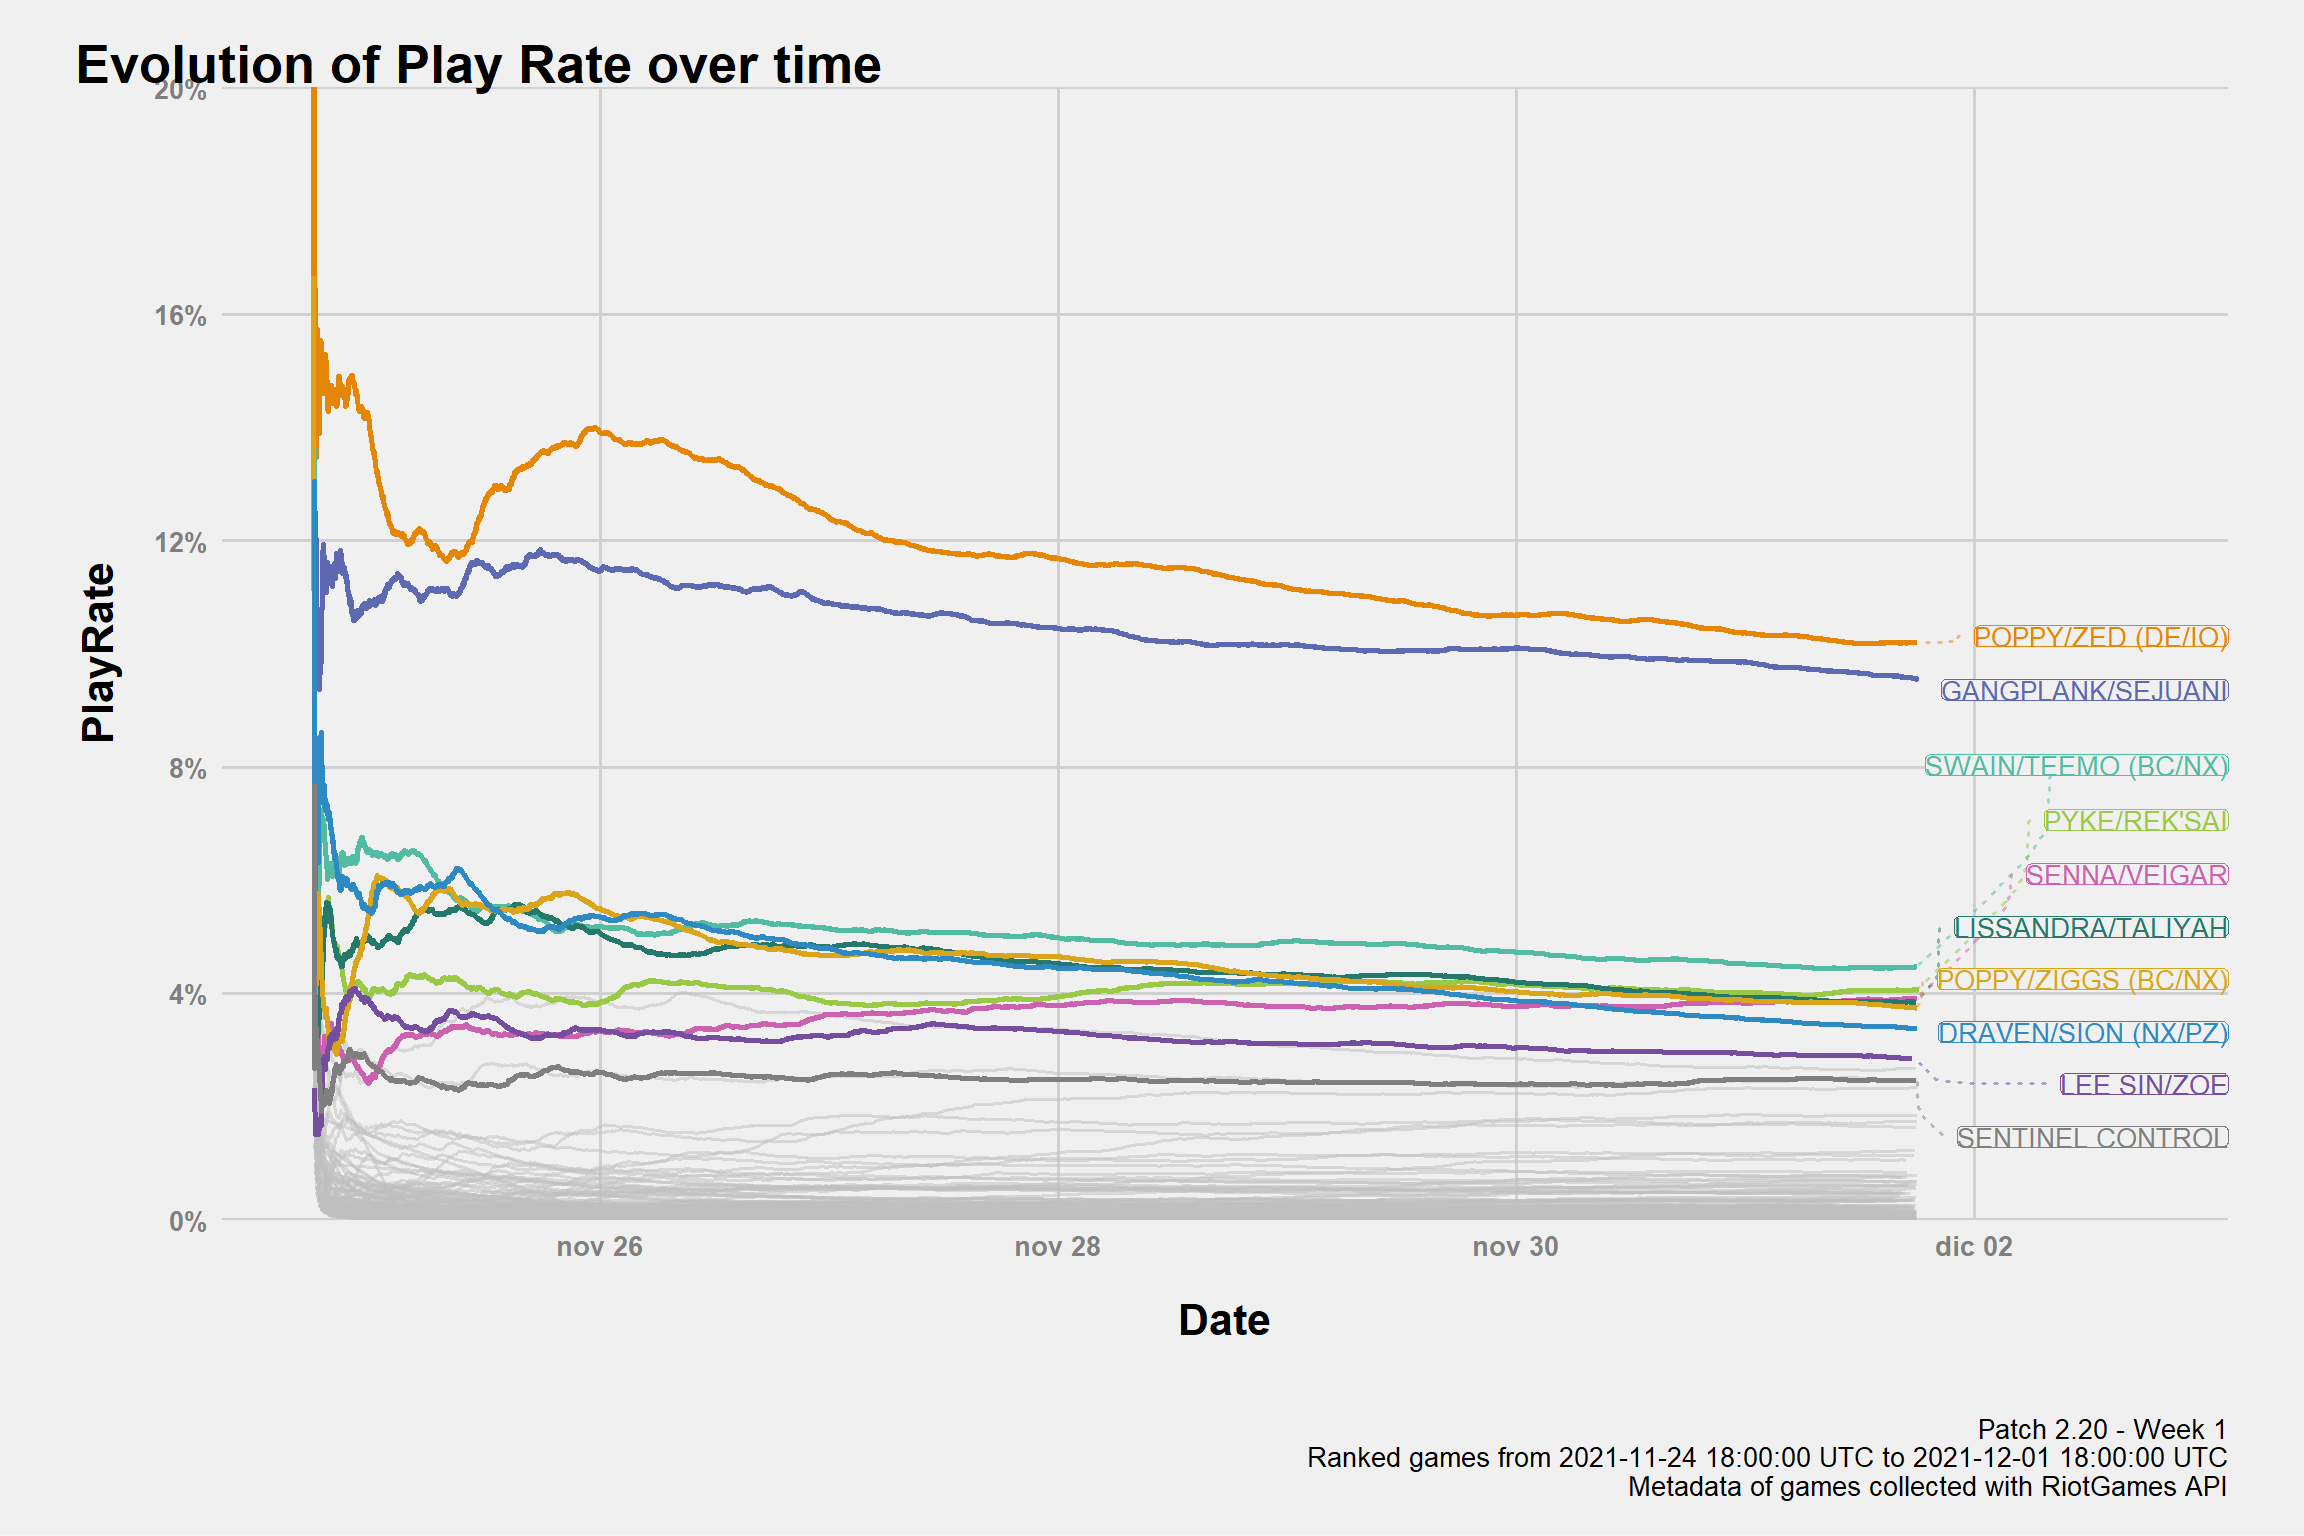 Evolution of Play Rate over time
20%
16%
12%
8%
4%
0%
PlayRate
POPPY/ZED (DE/IO)
GANGPLANK/SEJUANI
SWAIN/TEEMO (BC/NX)
PYKE/REK'SAI
SENNA/VEIGAR
LISSANDRA/TALIYAH
POPPY/ZIGGS (BC/NX)
DRAVEN/SION (NX/PZ)
LEE SIN/ZOE
SENTINEL CONTROL
nov 26
nov 28
nov 30
dic 02
Date
Patch 2.20 - Week 1
Ranked games from 2021-11-24 18:00:00 UTC to 2021-12-01 18:00:00 UTC
Metadata of games collected with RiotGames API